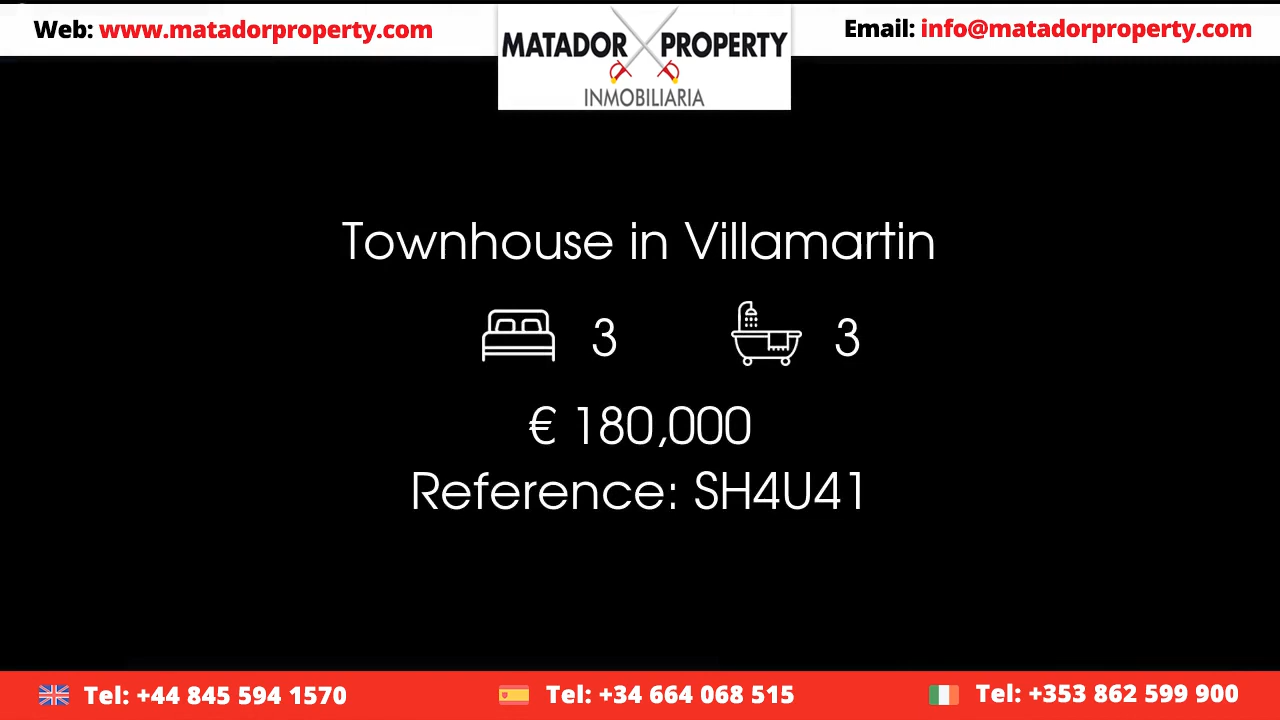 Web: www.matadorproperty.com
MATADOR PROPERTY
INMOBILIARIA
Email: info@matadorproperty.com
Townhouse in Villamartin
3 3
€ 180,000
Reference: SH4U41
Tel: +44 845 594 1570
Tel: +34 664 068 515
Tel: +353 862 599 900